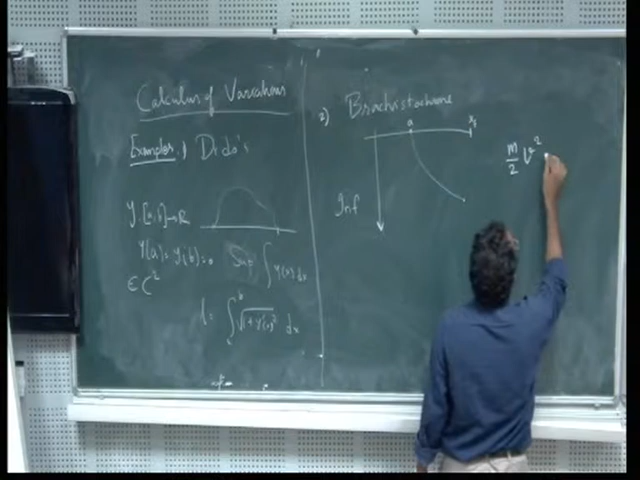 Calculus of Variations
Examples 1) Dido's
y: [a, b] → R
y(a) = y(b) = 0 Sup ∫ y(x) dx
∈ C²
l = ∫ᵇ √(1 + y'(x)²) dx
2) Brachistochrone
a x₁
Inf
m/2 v²